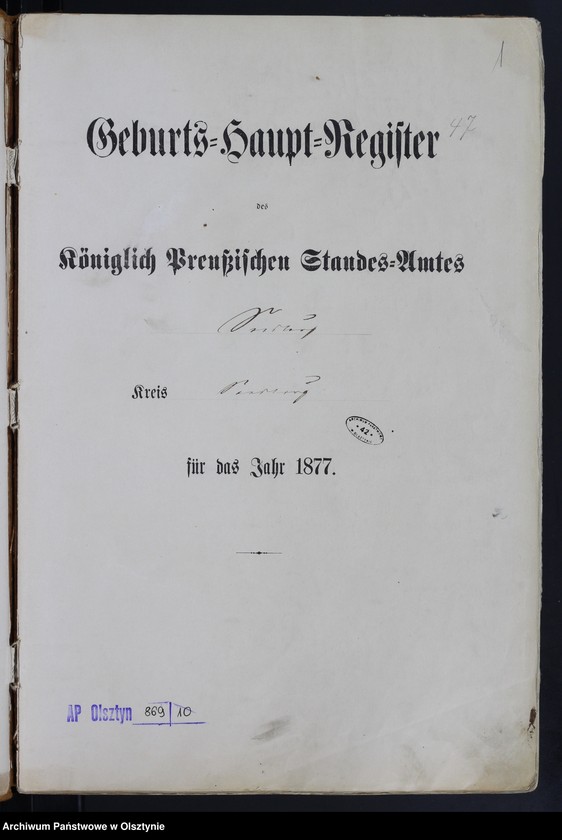 1
Geburts-Haupt-Register 47
des
Königlich Preußischen Standes-Amtes
Kreis
für das Jahr 1877.
42
AP Olsztyn 869 10
Archiwum Państwowe w Olsztynie